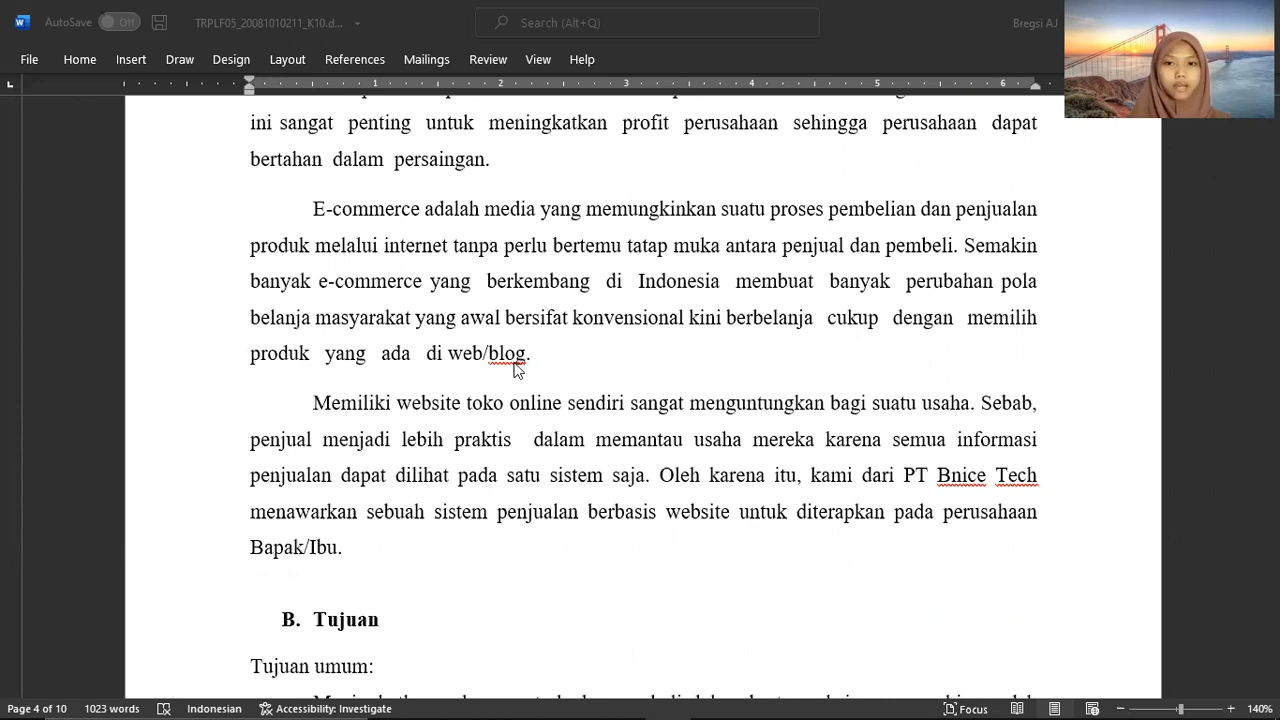 AutoSave Off TRPLF05_20081010211_K10.d... Search (Alt+Q) Bregsi AJ
File Home Insert Draw Design Layout References Mailings Review View Help
1 2 3 4 5 6
ini sangat penting untuk meningkatkan profit perusahaan sehingga perusahaan dapat
bertahan dalam persaingan.
E-commerce adalah media yang memungkinkan suatu proses pembelian dan penjualan
produk melalui internet tanpa perlu bertemu tatap muka antara penjual dan pembeli. Semakin
banyak e-commerce yang berkembang di Indonesia membuat banyak perubahan pola
belanja masyarakat yang awal bersifat konvensional kini berbelanja cukup dengan memilih
produk yang ada di web/blog.
Memiliki website toko online sendiri sangat menguntungkan bagi suatu usaha. Sebab,
penjual menjadi lebih praktis dalam memantau usaha mereka karena semua informasi
penjualan dapat dilihat pada satu sistem saja. Oleh karena itu, kami dari PT Bnice Tech
menawarkan sebuah sistem penjualan berbasis website untuk diterapkan pada perusahaan
Bapak/Ibu.
B. Tujuan
Tujuan umum:
Page 4 of 10 1023 words Indonesian Accessibility: Investigate Focus 140%